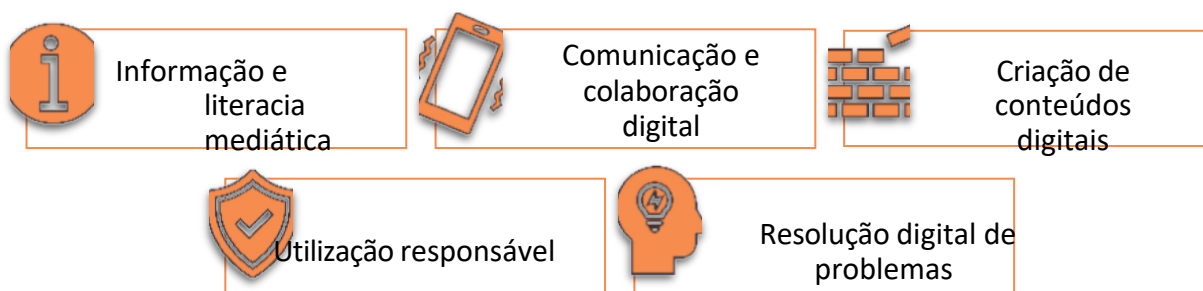 Informação e
literacia
mediática
Comunicação e
colaboração
digital
Criação de
conteúdos
digitais
Utilização responsável
Resolução digital de
problemas